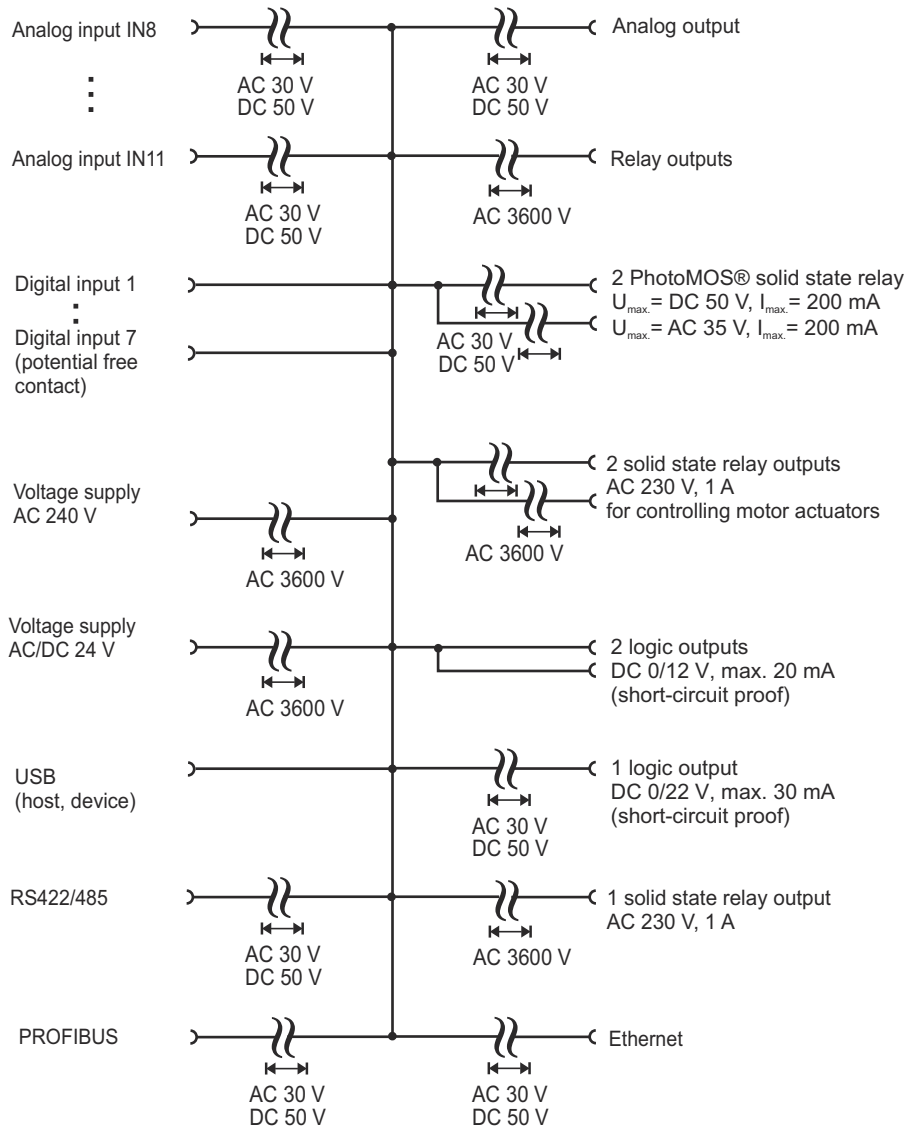 Analog input IN8
AC 30 V
DC 50 V
Analog output
AC 30 V
DC 50 V
Analog input IN11
AC 30 V
DC 50 V
Relay outputs
AC 3600 V
Digital input 1
Digital input 7
(potential free
contact)
2 PhotoMOS® solid state relay
Umax.= DC 50 V, Imax.= 200 mA
Umax.= AC 35 V, Imax.= 200 mA
AC 30 V
DC 50 V
Voltage supply
AC 240 V
AC 3600 V
2 solid state relay outputs
AC 230 V, 1 A
for controlling motor actuators
AC 3600 V
Voltage supply
AC/DC 24 V
AC 3600 V
2 logic outputs
DC 0/12 V, max. 20 mA
(short-circuit proof)
USB
(host, device)
1 logic output
DC 0/22 V, max. 30 mA
(short-circuit proof)
AC 30 V
DC 50 V
RS422/485
AC 30 V
DC 50 V
1 solid state relay output
AC 230 V, 1 A
AC 3600 V
PROFIBUS
AC 30 V
DC 50 V
Ethernet
AC 30 V
DC 50 V